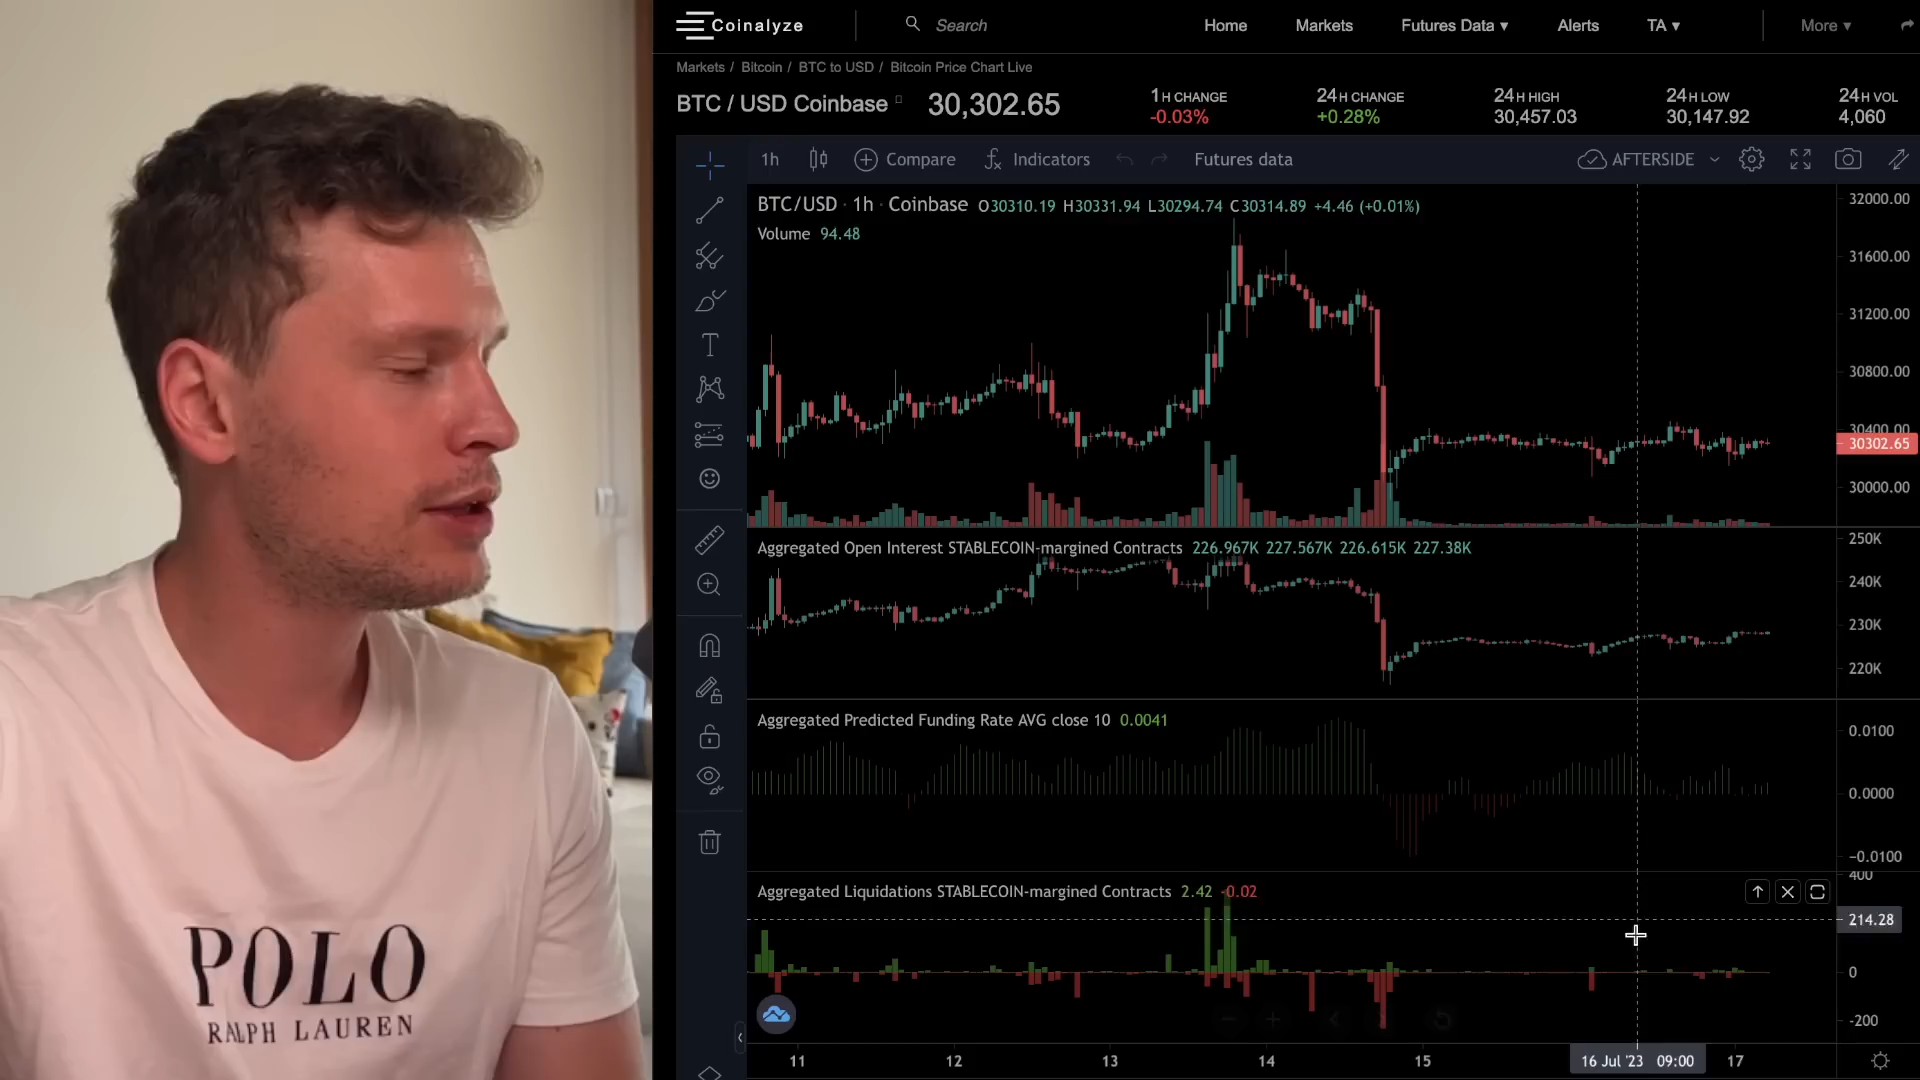 Coinalyze
Search
Home
Markets
Futures Data ▾
Alerts
TA ▾
More ▾
Markets / Bitcoin / BTC to USD / Bitcoin Price Chart Live
BTC / USD Coinbase
30,302.65
1H CHANGE
-0.03%
24H CHANGE
+0.28%
24H HIGH
30,457.03
24H LOW
30,147.92
24H VOL
4,060
1h
Compare
Indicators
Futures data
AFTERSIDE
BTC/USD · 1h · Coinbase O30310.19 H30331.94 L30294.74 C30314.89 +4.46 (+0.01%)
Volume 94.48
32000.00
31600.00
31200.00
30800.00
30400.00
30302.65
30000.00
Aggregated Open Interest STABLECOIN-margined Contracts 226.967K 227.567K 226.615K 227.38K
250K
240K
230K
220K
Aggregated Predicted Funding Rate AVG close 10 0.0041
0.0100
0.0000
-0.0100
Aggregated Liquidations STABLECOIN-margined Contracts 2.42 -0.02
400
214.28
0
-200
11
12
13
14
15
16 Jul '23 09:00
17
POLO
RALPH LAUREN